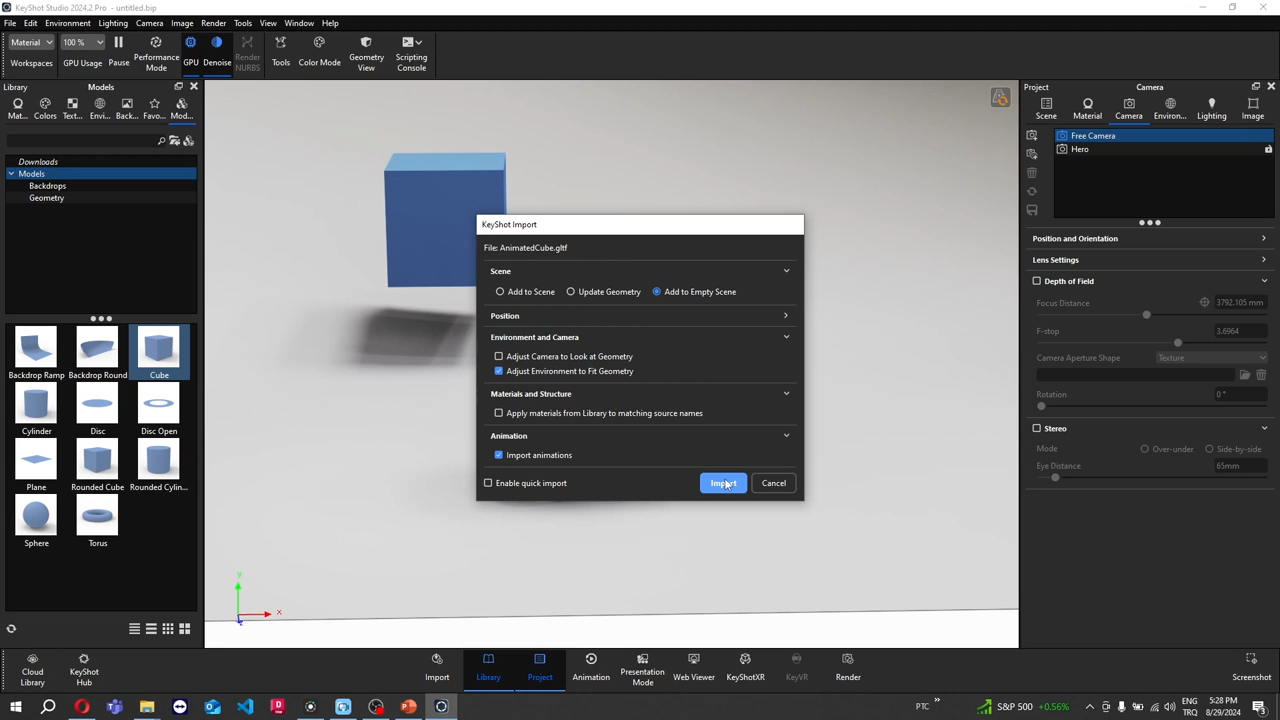 KeyShot Studio 2024.2 Pro - untitled.bip
File Edit Environment Lighting Camera Image Render Tools View Window Help
Material 100 %
Workspaces GPU Usage Pause Performance Mode GPU Denoise Render NURBS Tools Color Mode Geometry View Scripting Console
Library Models
Mat... Colors Text... Envi... Back... Favo... Mod...
Downloads
Models
Backdrops
Geometry
Backdrop Ramp Backdrop Round Cube
Cylinder Disc Disc Open
Plane Rounded Cube Rounded Cylin...
Sphere Torus
y
x
KeyShot Import
File: AnimatedCube.gltf
Scene
Add to Scene Update Geometry Add to Empty Scene
Position
Environment and Camera
Adjust Camera to Look at Geometry
Adjust Environment to Fit Geometry
Materials and Structure
Apply materials from Library to matching source names
Animation
Import animations
Enable quick import Import Cancel
Project Camera
Scene Material Camera Environ... Lighting Image
Free Camera
Hero
Position and Orientation
Lens Settings
Depth of Field
Focus Distance 3792.105 mm
F-stop 3.6964
Camera Aperture Shape Texture
Rotation 0 °
Stereo
Mode Over-under Side-by-side
Eye Distance 65mm
Cloud Library KeyShot Hub Import Library Project Animation Presentation Mode Web Viewer KeyShotXR KeyVR Render Screenshot
PTC S&P 500 +0.56% ENG TRQ 5:28 PM 8/29/2024